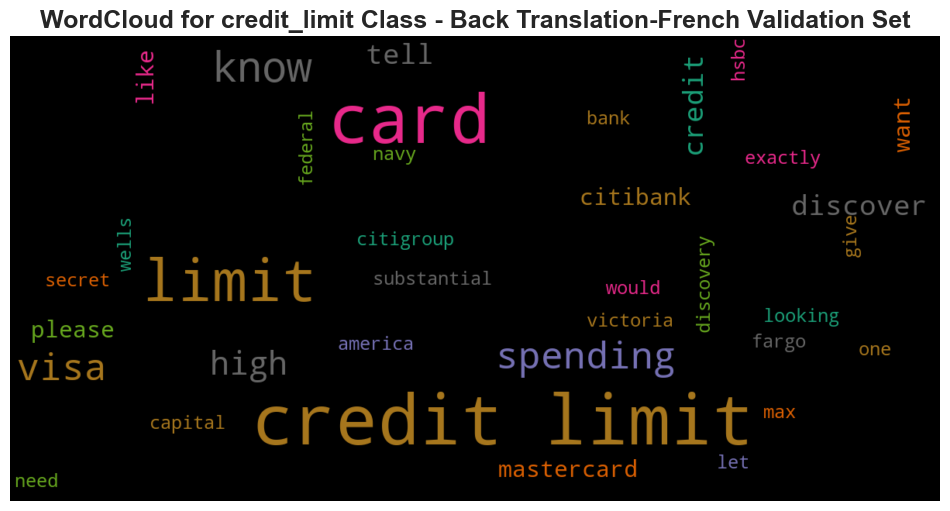 WordCloud for credit_limit Class - Back Translation-French Validation Set
like
know
tell
credit
hsbc
card
want
federal
navy
bank
exactly
citibank
discover
wells
citigroup
give
limit
secret
substantial
would
discovery
please
victoria
looking
america
fargo
visa
high
spending
one
capital
credit limit
max
mastercard
let
need